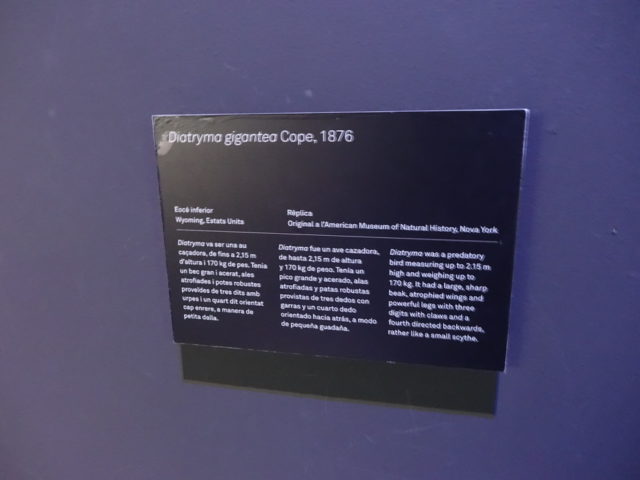 Diatryma gigantea Cope, 1876
Eocè inferior
Wyoming, Estats Units
Rèplica
Original a l'American Museum of Natural History, Nova York
Diatryma va ser una au
caçadora, de fins a 2,15 m
d'altura i 170 kg de pes. Tenia
un bec gran i acerat, ales
atrofiades i potes robustes
proveïdes de tres dits amb
urpes i un quart dit orientat
cap enrere, a manera de
petita dalla.
Diatryma fue un ave cazadora,
de hasta 2,15 m de altura
y 170 kg de peso. Tenía un
pico grande y acerado, alas
atrofiadas y patas robustas
provistas de tres dedos con
garras y un cuarto dedo
orientado hacia atrás, a modo
de pequeña guadaña.
Diatryma was a predatory
bird measuring up to 2.15 m
high and weighing up to
170 kg. It had a large, sharp
beak, atrophied wings and
powerful legs with three
digits with claws and a
fourth directed backwards,
rather like a small scythe.